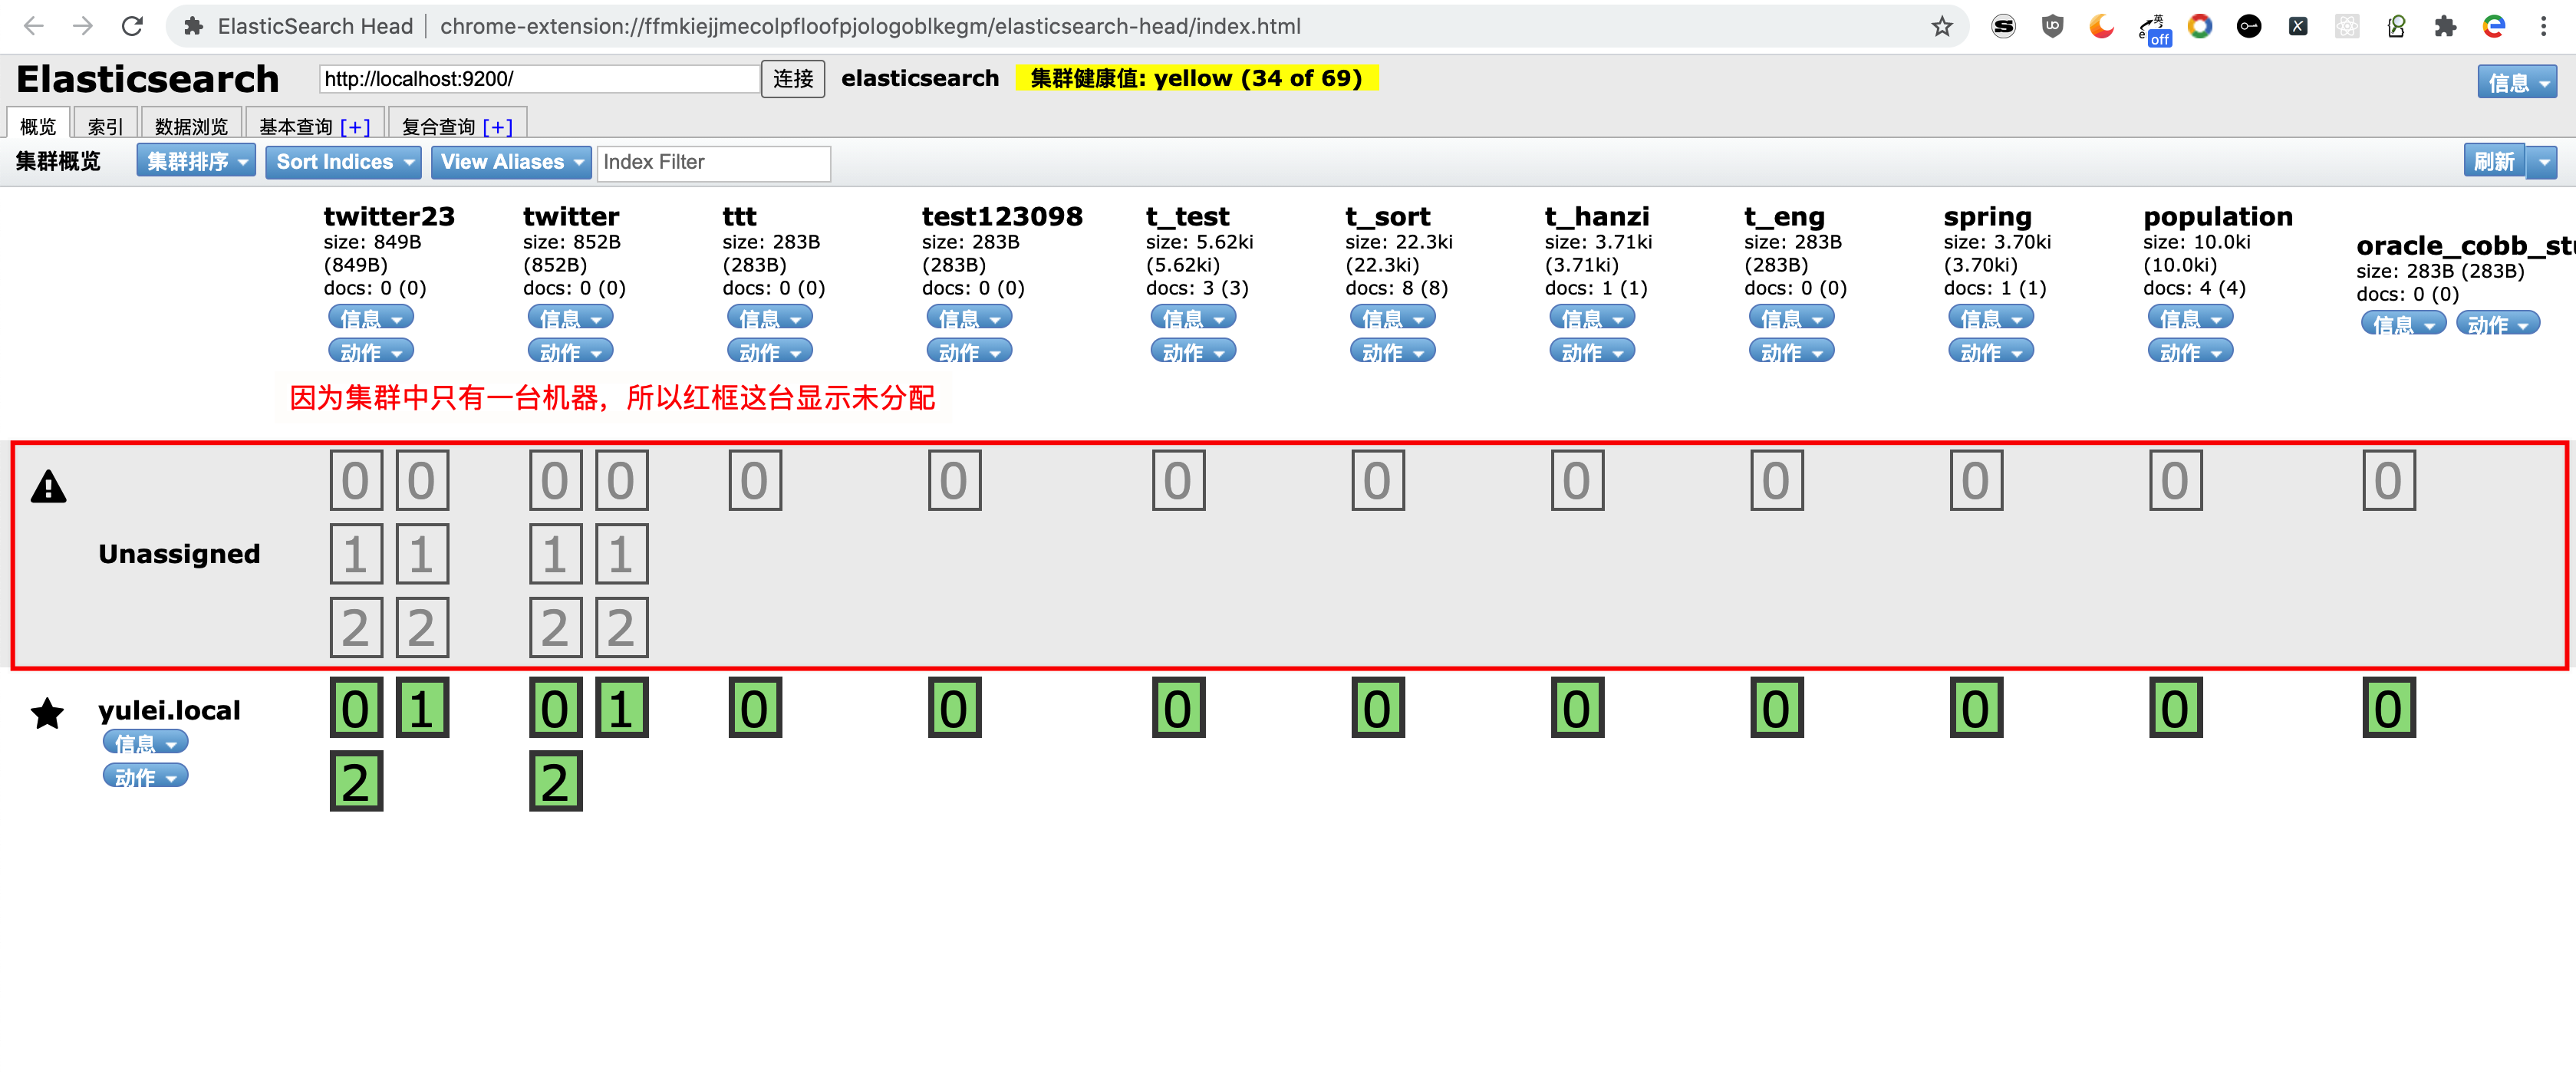 ElasticSearch Head chrome-extension://ffmkiejjmecolpfloofpjologoblkegm/elasticsearch-head/index.html
英
off
Elasticsearch http://localhost:9200/ 连接 elasticsearch 集群健康值: yellow (34 of 69) 信息
概览 索引 数据浏览 基本查询 [+] 复合查询 [+]
集群概览 集群排序 Sort Indices View Aliases Index Filter 刷新
twitter23
size: 849B
(849B)
docs: 0 (0)
信息
动作
twitter
size: 852B
(852B)
docs: 0 (0)
信息
动作
ttt
size: 283B
(283B)
docs: 0 (0)
信息
动作
test123098
size: 283B
(283B)
docs: 0 (0)
信息
动作
t_test
size: 5.62ki
(5.62ki)
docs: 3 (3)
信息
动作
t_sort
size: 22.3ki
(22.3ki)
docs: 8 (8)
信息
动作
t_hanzi
size: 3.71ki
(3.71ki)
docs: 1 (1)
信息
动作
t_eng
size: 283B
(283B)
docs: 0 (0)
信息
动作
spring
size: 3.70ki
(3.70ki)
docs: 1 (1)
信息
动作
population
size: 10.0ki
(10.0ki)
docs: 4 (4)
信息
动作
oracle_cobb_st
size: 283B (283B)
docs: 0 (0)
信息 动作
因为集群中只有一台机器，所以红框这台显示未分配
0 0 0 0 0 0 0 0 0 0 0 0 0
Unassigned 1 1 1 1
2 2 2 2
yulei.local 0 1 0 1 0 0 0 0 0 0 0 0 0
信息
动作 2 2